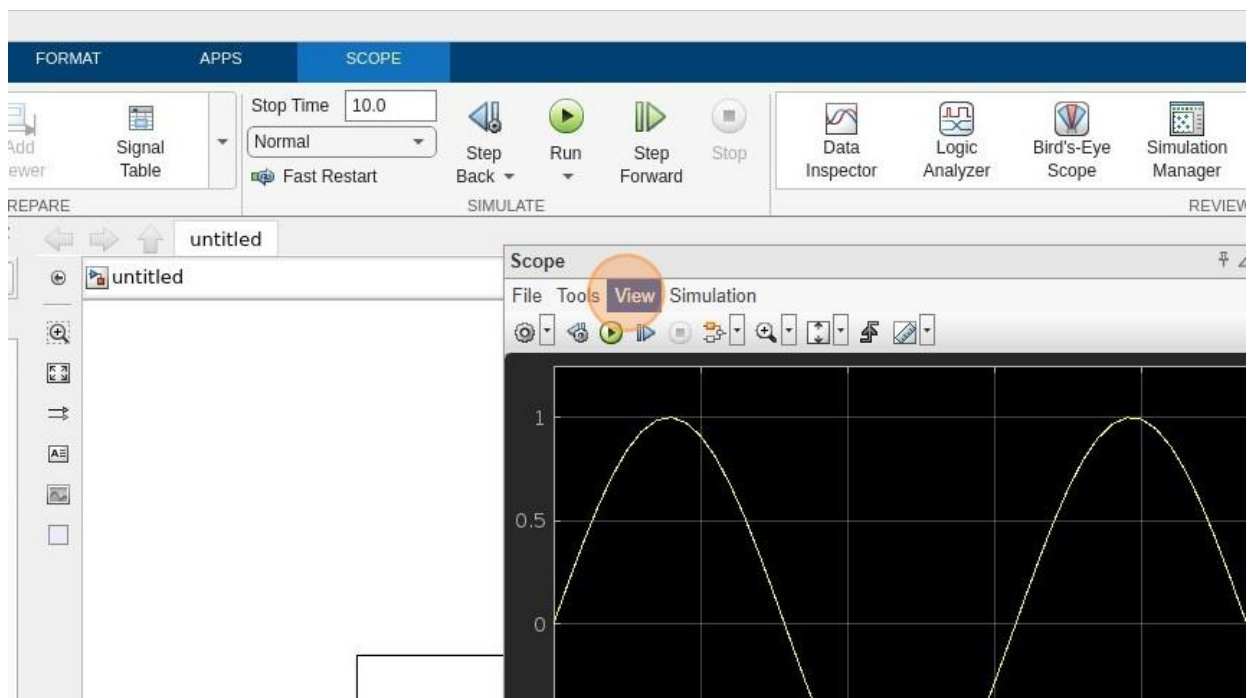 FORMAT APPS SCOPE
Stop Time 10.0
Normal
Fast Restart
Signal Table
Step Back
Run
Step Forward
Stop
Data Inspector
Logic Analyzer
Bird's-Eye Scope
Simulation Manager
SIMULATE
untitled
untitled
Scope
File Tools View Simulation
1
0.5
0